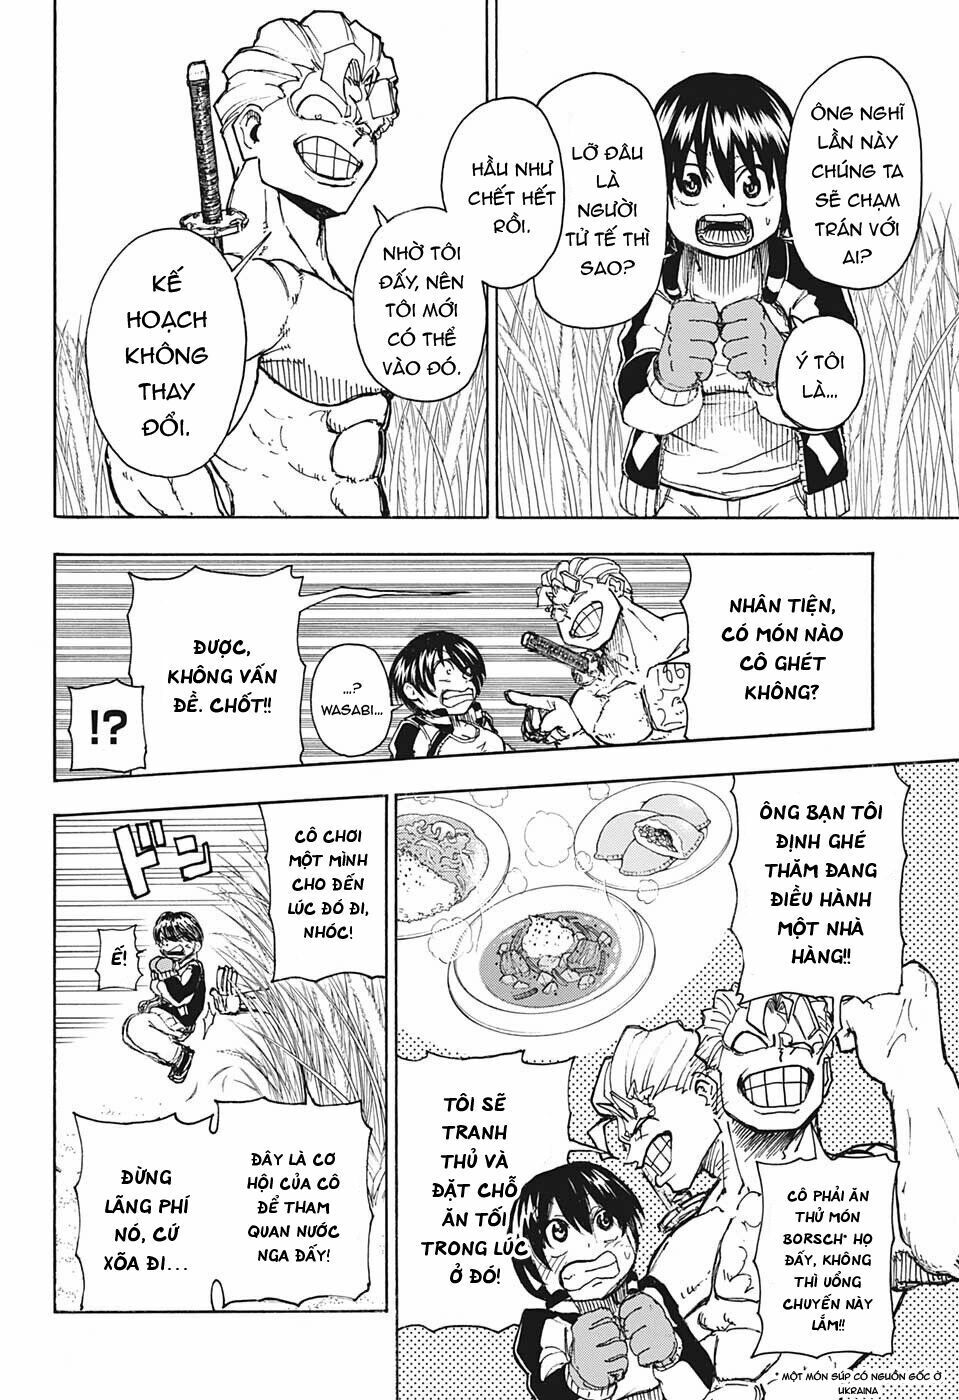 ÔNG NGHĨ
LẦN NÀY
CHÚNG TA
SẼ CHẠM
TRÁN VỚI
AI?
Ý TÔI
LÀ...
LỠ ĐÂU
LÀ
NGƯỜI
TỬ TẾ THÌ
SAO?
HẦU NHƯ
CHẾT HẾT
RỒI.
NHỜ TÔI
ĐẤY, NÊN
TÔI MỚI
CÓ THỂ
VÀO ĐÓ.
KẾ
HOẠCH
KHÔNG
THAY
ĐỔI.
NHÂN TIỆN,
CÓ MÓN NÀO
CÔ GHÉT
KHÔNG?
...?
WASABI...
ĐƯỢC,
KHÔNG VẤN
ĐỀ. CHỐT!!
!?
ÔNG BẠN TÔI
ĐỊNH GHÉ
THĂM ĐANG
ĐIỀU HÀNH
MỘT NHÀ
HÀNG!!
CÔ PHẢI ĂN
THỬ MÓN
BORSCH* HỌ
ĐẤY, KHÔNG
THÌ UỔNG
CHUYẾN NÀY
LẮM!!
TÔI SẼ
TRANH
THỦ VÀ
ĐẶT CHỖ
ĂN TỐI
TRONG LÚC
Ở ĐÓ!
* MỘT MÓN SÚP CÓ NGUỒN GỐC Ở
UKRAINA
CÔ CHƠI
MỘT MÌNH
CHO ĐẾN
LÚC ĐÓ ĐI,
NHÓC!
ドン
Ế!
ĐÂY LÀ CƠ
HỘI CỦA CÔ
ĐỂ THAM
QUAN NƯỚC
NGA ĐẤY!
ĐỪNG
LÃNG PHÍ
NÓ, CỨ
XÕA ĐI...